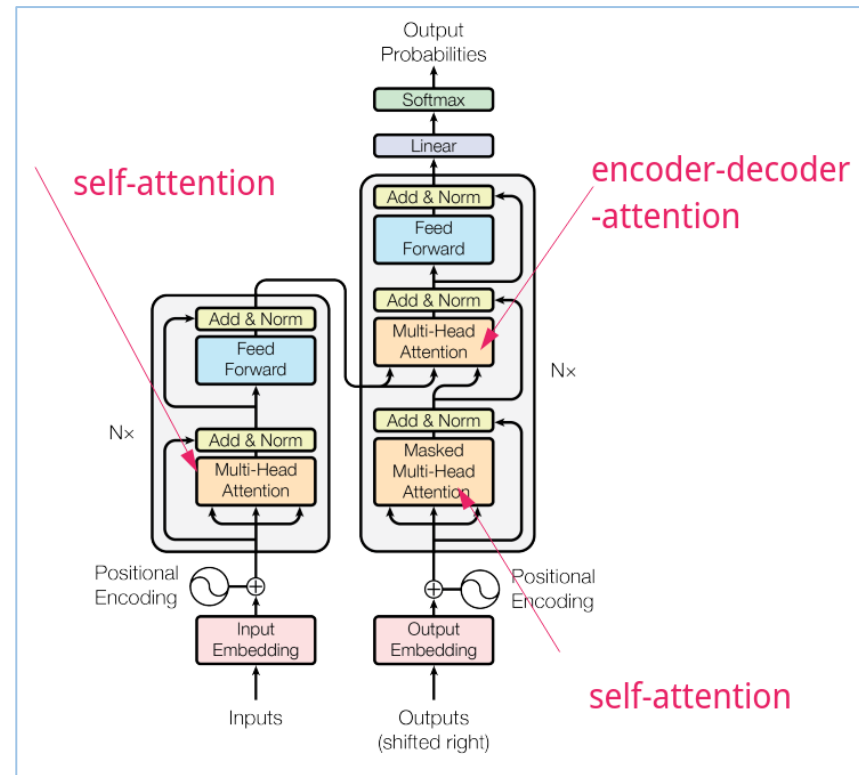 Output
Probabilities
Softmax
Linear
Add & Norm
Feed
Forward
Add & Norm
Multi-Head
Attention
Nx
Add & Norm
Masked
Multi-Head
Attention
encoder-decoder
-attention
self-attention
Add & Norm
Feed
Forward
Nx
Add & Norm
Multi-Head
Attention
Positional
Encoding
Positional
Encoding
Input
Embedding
Output
Embedding
self-attention
Inputs
Outputs
(shifted right)